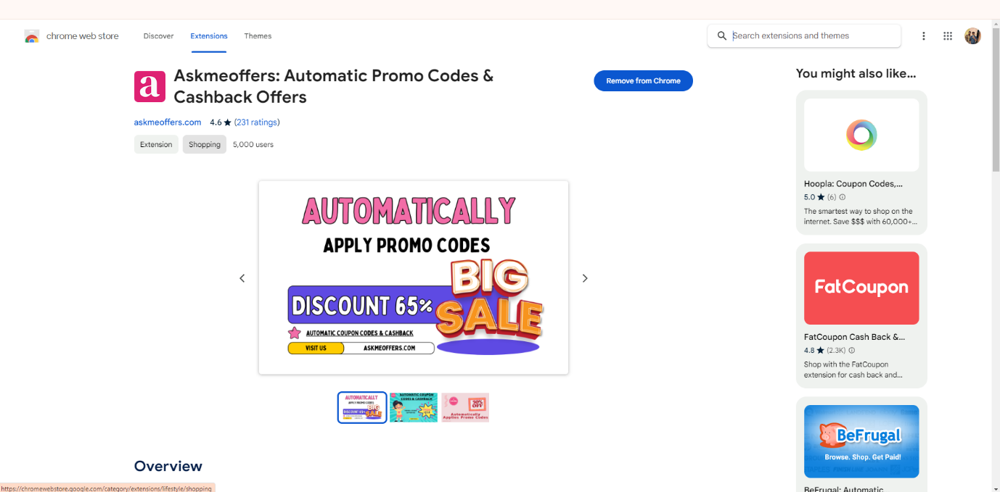 chrome web store
Discover
Extensions
Themes
Search extensions and themes
Askmeoffers: Automatic Promo Codes &
Cashback Offers
Remove from Chrome
askmeoffers.com
4.6 ★ (231 ratings)
Extension
Shopping
5,000 users
AUTOMATICALLY
APPLY PROMO CODES
BIG
SALE
DISCOUNT 65%
AUTOMATIC COUPON CODES & CASHBACK
VISIT US
ASKMEOFFERS.COM
AUTOMATICALLY
APPLY PROMO CODES
BIG
SALE
DISCOUNT 65%
AUTOMATIC COUPON
CODES & CASHBACK
30%
OFF
Automatically
Applies Promo Codes
Overview
You might also like...
Hoopla: Coupon Codes,...
5.0 ★ (6)
The smartest way to shop on the
internet. Save $$$ with 60,000+...
FatCoupon
FatCoupon Cash Back &...
4.8 ★ (2.3K)
Shop with the FatCoupon
extension for cash back and...
BeFrugal
Browse. Shop. Get Paid!
BeFrugal: Automatic
https://chromewebstore.google.com/category/extensions/lifestyle/shopping